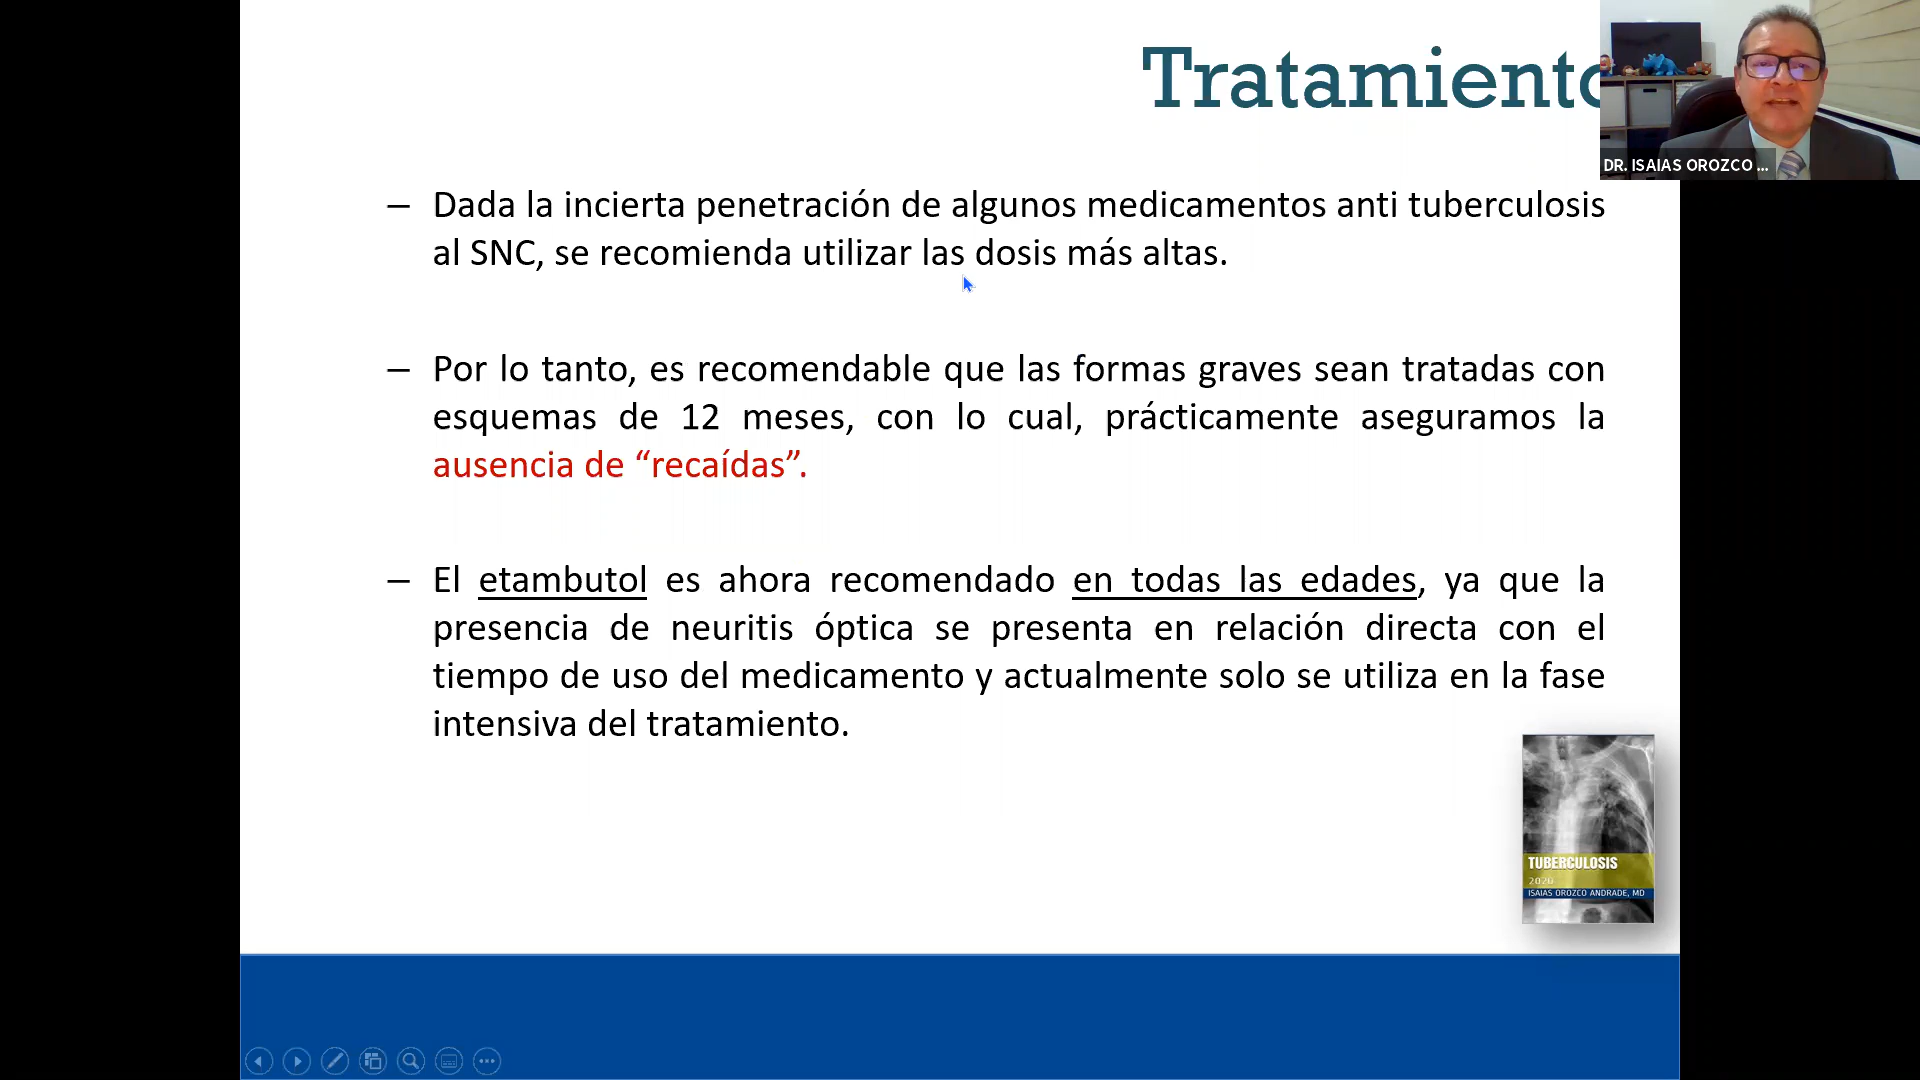 Tratamiento
DR. ISAIAS OROZCO ...
– Dada la incierta penetración de algunos medicamentos anti tuberculosis
al SNC, se recomienda utilizar las dosis más altas.
– Por lo tanto, es recomendable que las formas graves sean tratadas con
esquemas de 12 meses, con lo cual, prácticamente aseguramos la
ausencia de “recaídas”.
– El etambutol es ahora recomendado en todas las edades, ya que la
presencia de neuritis óptica se presenta en relación directa con el
tiempo de uso del medicamento y actualmente solo se utiliza en la fase
intensiva del tratamiento.
TUBERCULOSIS
2020
ISAIAS OROZCO ANDRADE, MD